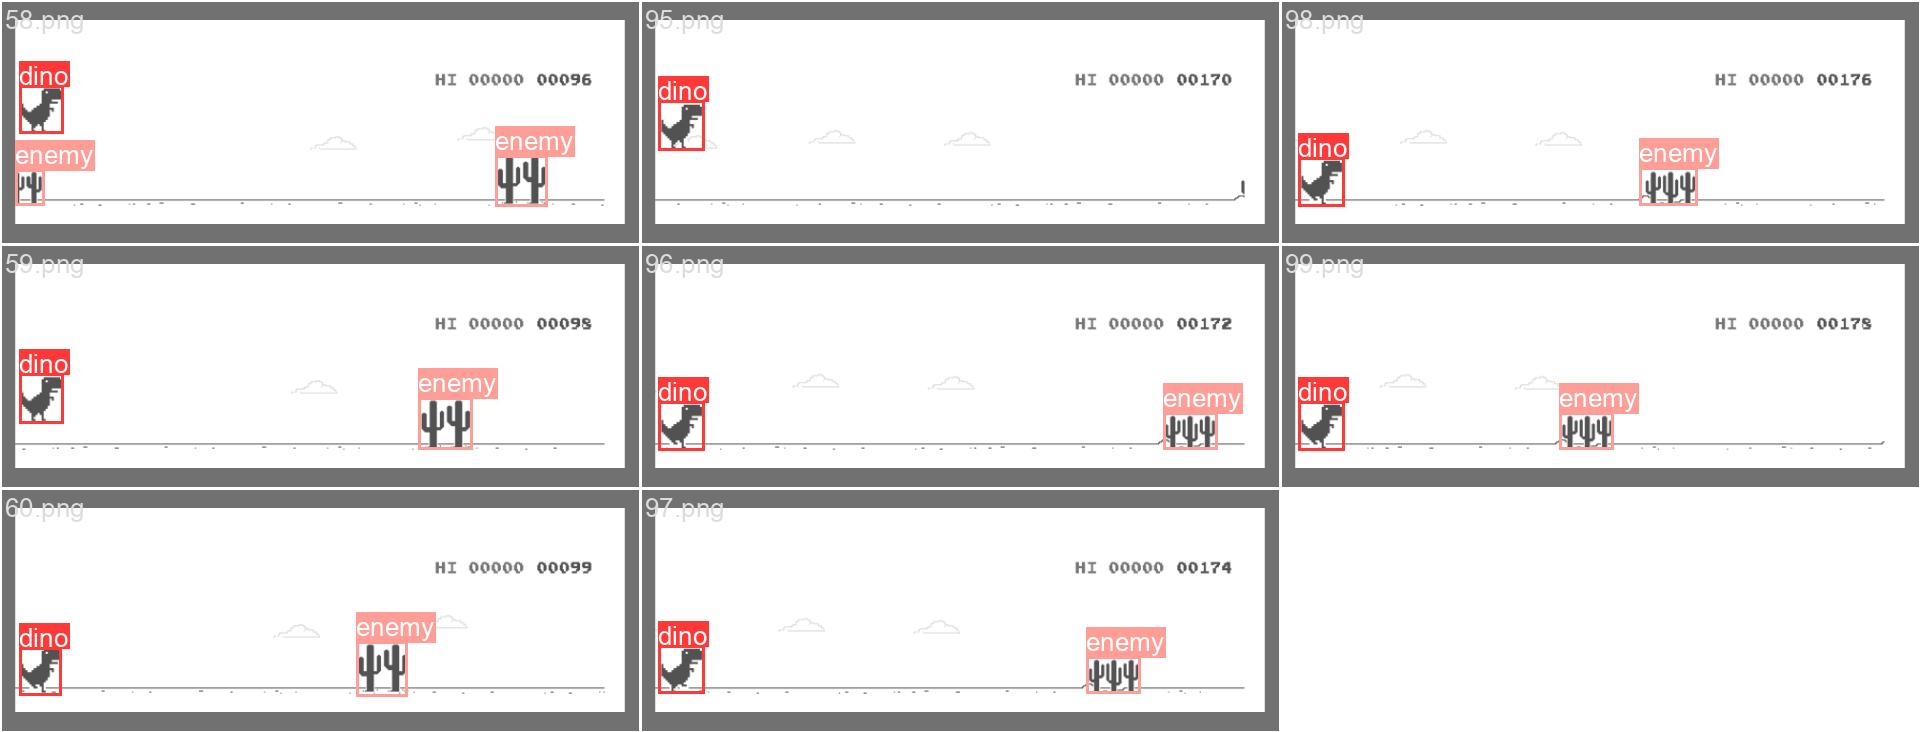 58.png
HI 00000 00096
dino
enemy
enemy
95.png
HI 00000 00170
dino
98.png
HI 00000 00176
dino
enemy
59.png
HI 00000 00098
dino
enemy
96.png
HI 00000 00172
dino
enemy
99.png
HI 00000 00178
dino
enemy
60.png
HI 00000 00099
dino
enemy
97.png
HI 00000 00174
dino
enemy